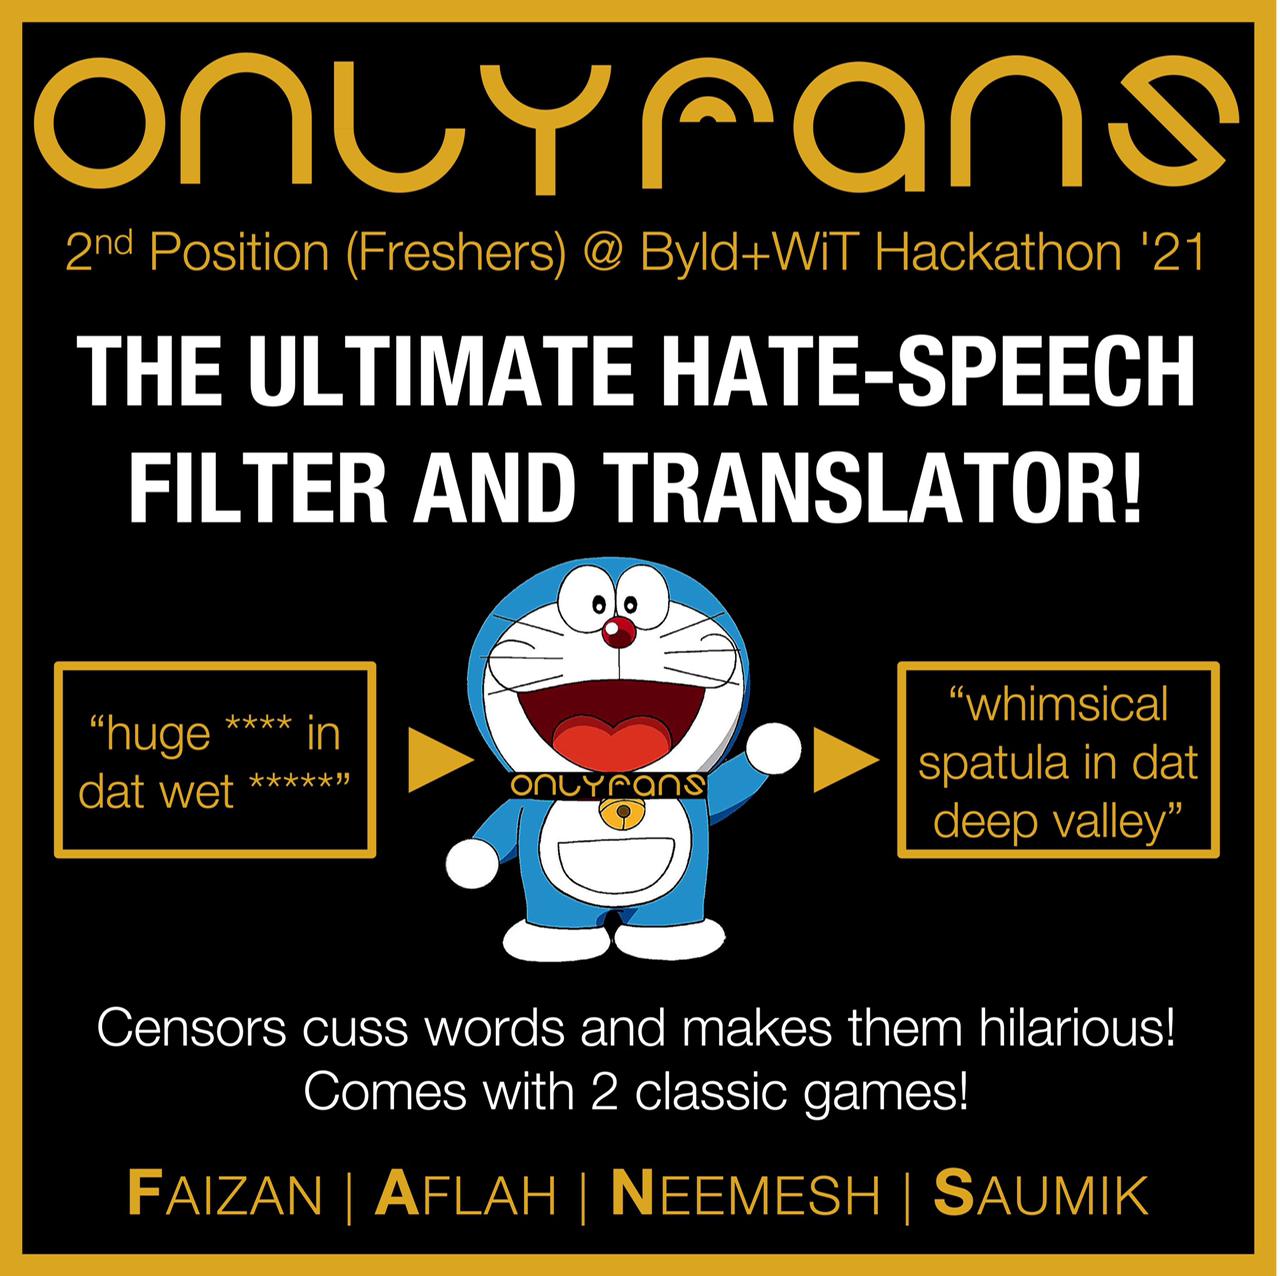 ONLYFANS
2nd Position (Freshers) @ Byld+WiT Hackathon '21
THE ULTIMATE HATE-SPEECH
FILTER AND TRANSLATOR!
“huge **** in
dat wet *****”
ONLYFANS
“whimsical
spatula in dat
deep valley”
Censors cuss words and makes them hilarious!
Comes with 2 classic games!
FAIZAN | AFLAH | NEEMESH | SAUMIK